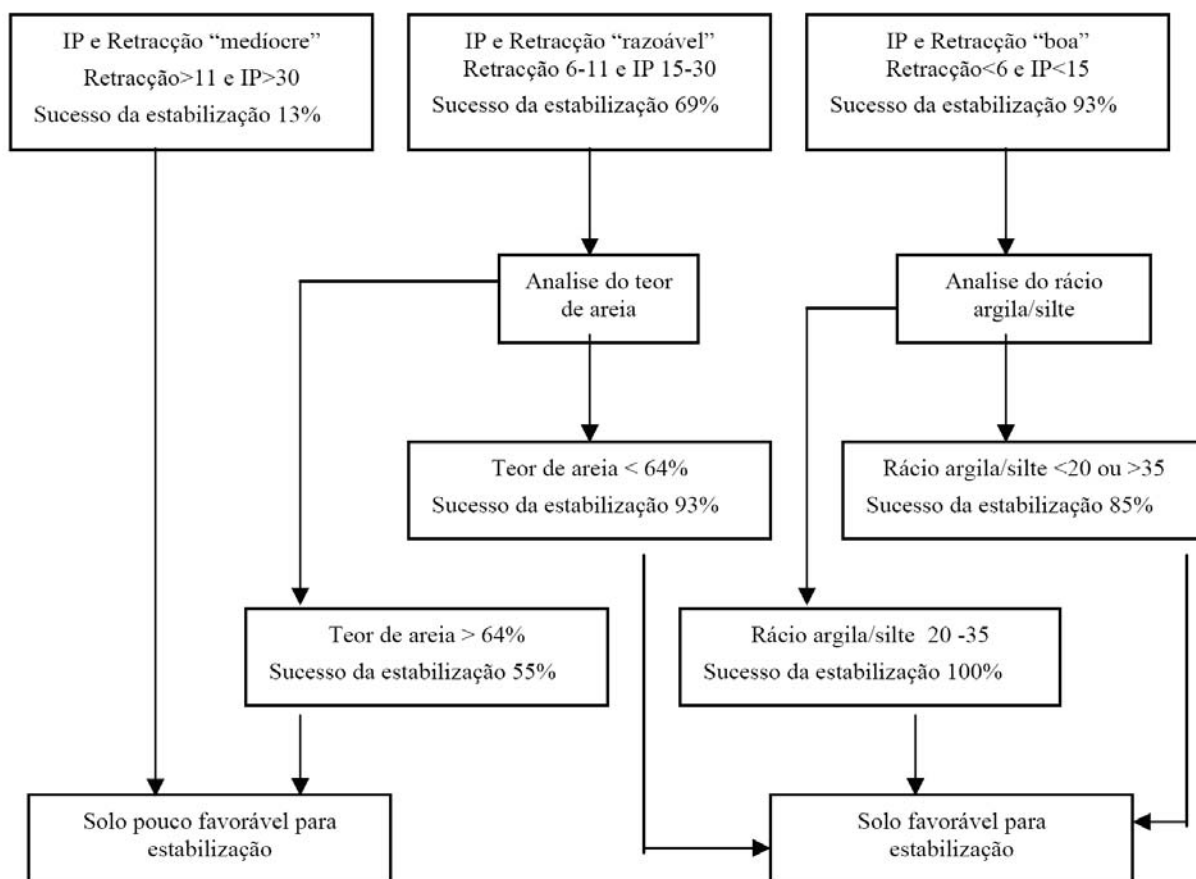 IP e Retracção “medíocre”
Retracção>11 e IP>30
Sucesso da estabilização 13%
IP e Retracção “razoável”
Retracção 6-11 e IP 15-30
Sucesso da estabilização 69%
IP e Retracção “boa”
Retracção<6 e IP<15
Sucesso da estabilização 93%
Analise do teor
de areia
Analise do rácio
argila/silte
Teor de areia < 64%
Sucesso da estabilização 93%
Rácio argila/silte <20 ou >35
Sucesso da estabilização 85%
Teor de areia > 64%
Sucesso da estabilização 55%
Rácio argila/silte 20 -35
Sucesso da estabilização 100%
Solo pouco favorável para
estabilização
Solo favorável para
estabilização